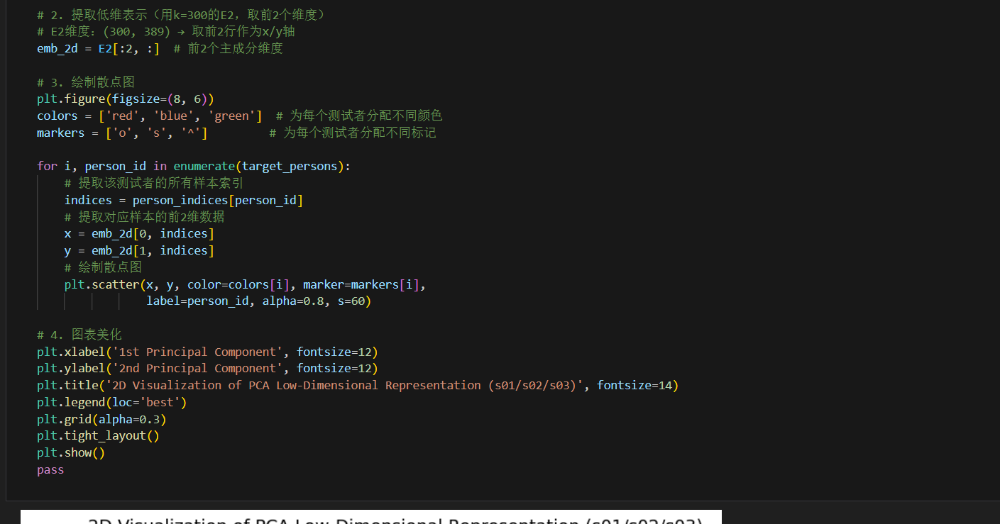 # 2. 提取低维表示（用k=300的E2，取前2个维度）
# E2维度：(300, 389) → 取前2行作为x/y轴
emb_2d = E2[:2, :]  # 前2个主成分维度
# 3. 绘制散点图
plt.figure(figsize=(8, 6))
colors = ['red', 'blue', 'green']  # 为每个测试者分配不同颜色
markers = ['o', 's', '^']         # 为每个测试者分配不同标记
for i, person_id in enumerate(target_persons):
    # 提取该测试者的所有样本索引
    indices = person_indices[person_id]
    # 提取对应样本的前2维数据
    x = emb_2d[0, indices]
    y = emb_2d[1, indices]
    # 绘制散点图
    plt.scatter(x, y, color=colors[i], marker=markers[i],
                label=person_id, alpha=0.8, s=60)
# 4. 图表美化
plt.xlabel('1st Principal Component', fontsize=12)
plt.ylabel('2nd Principal Component', fontsize=12)
plt.title('2D Visualization of PCA Low-Dimensional Representation (s01/s02/s03)', fontsize=14)
plt.legend(loc='best')
plt.grid(alpha=0.3)
plt.tight_layout()
plt.show()
pass
2D Visualization of PCA Low-Dimensional Representation (s01/s02/s03)